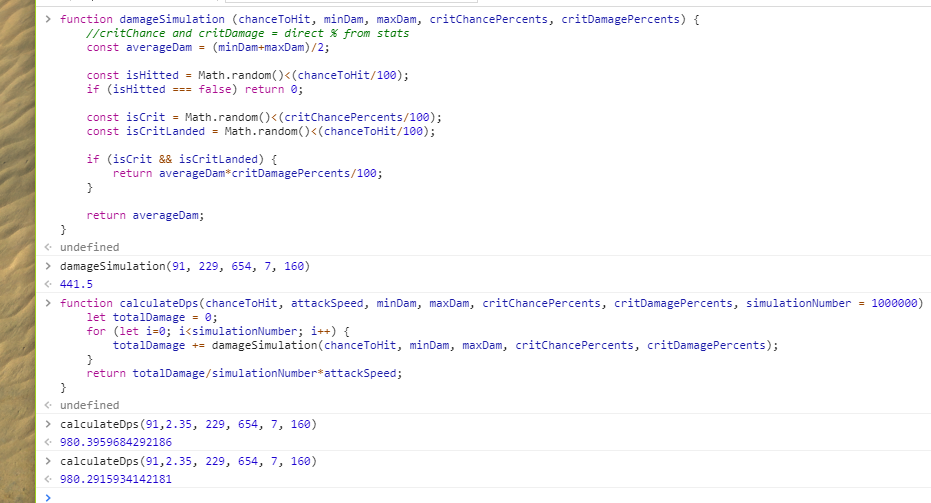 function damageSimulation (chanceToHit, minDam, maxDam, critChancePercents, critDamagePercents) {
//critChance and critDamage = direct % from stats
const averageDam = (minDam+maxDam)/2;
const isHitted = Math.random()<(chanceToHit/100);
if (isHitted === false) return 0;
const isCrit = Math.random()<(critChancePercents/100);
const isCritLanded = Math.random()<(chanceToHit/100);
if (isCrit && isCritLanded) {
return averageDam*critDamagePercents/100;
}
return averageDam;
}
undefined
damageSimulation(91, 229, 654, 7, 160)
441.5
function calculateDps(chanceToHit, attackSpeed, minDam, maxDam, critChancePercents, critDamagePercents, simulationNumber = 1000000)
let totalDamage = 0;
for (let i=0; i<simulationNumber; i++) {
totalDamage += damageSimulation(chanceToHit, minDam, maxDam, critChancePercents, critDamagePercents);
}
return totalDamage/simulationNumber*attackSpeed;
}
undefined
calculateDps(91,2.35, 229, 654, 7, 160)
980.3959684292186
calculateDps(91,2.35, 229, 654, 7, 160)
980.2915934142181